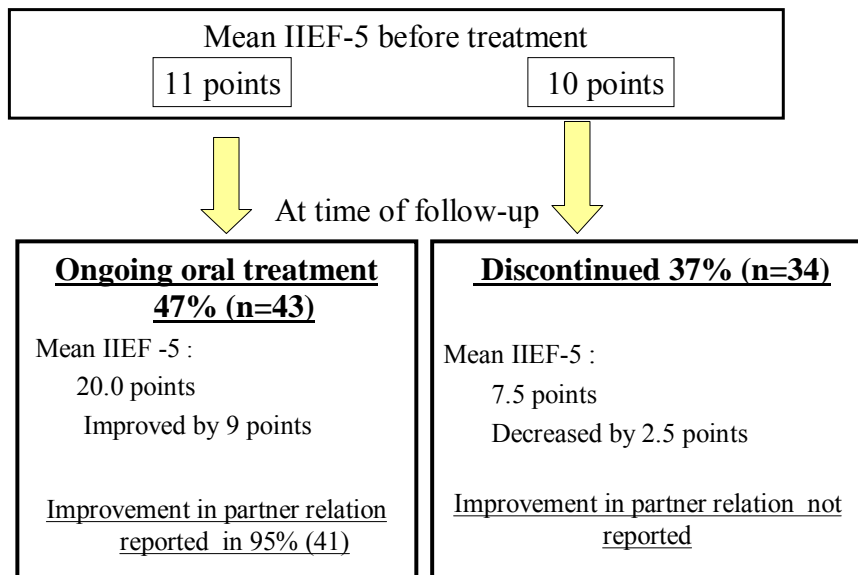 Mean IIEF-5 before treatment
11 points
10 points
At time of follow-up
Ongoing oral treatment
47% (n=43)
Mean IIEF -5 :
20.0 points
Improved by 9 points
Improvement in partner relation
reported in 95% (41)
Discontinued 37% (n=34)
Mean IIEF-5 :
7.5 points
Decreased by 2.5 points
Improvement in partner relation not
reported